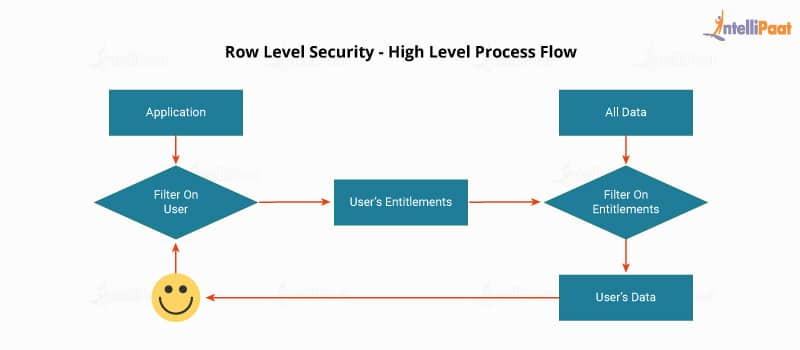 IntelliPaat
Row Level Security - High Level Process Flow
Application
All Data
Filter On
User
User's Entitlements
Filter On
Entitlements
User's Data